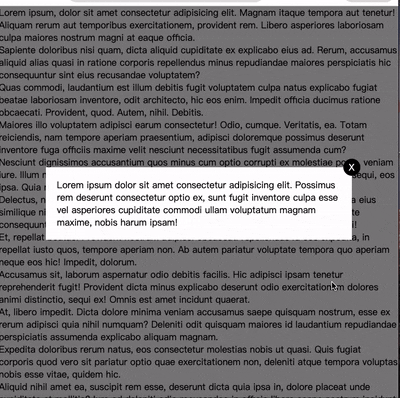 Lorem ipsum, dolor sit amet consectetur adipisicing elit. Magnam itaque tempora aut tenetur!
Aliquam rerum aut temporibus exercitationem, provident rem. Libero asperiores laboriosam
culpa maiores nostrum magni at eaque officia.
Sapiente doloribus nisi quam, dicta aliquid cupiditate ex explicabo eius ad. Rerum, accusamus
aliquid alias quasi in ratione corporis repellendus minus repudiandae maiores perspiciatis hic
consequuntur sint eius recusandae voluptatem?
Quas commodi, laudantium est illum debitis fugit voluptatem culpa natus explicabo fugiat
beatae laboriosam inventore, odit architecto, hic eos enim. Impedit officia ducimus ratione
obcaecati. Provident, quod. Autem, nihil. Debitis.
Maiores illo voluptatem adipisci earum consectetur! Odio, cumque. Veritatis, ea. Totam
reiciendis, nam tempore aperiam praesentium, adipisci doloremque possimus deserunt
inventore fuga officiis maxime velit nesciunt necessitatibus fugit assumenda cum?
Nesciunt dignissimos accusantium quos minus cum optio corrupti ex molestiae
X
veniam
iure. Illum
sequi, eos
ipsa. Quia
Lorem ipsum dolor sit amet consectetur adipisicing elit. Possimus
rem deserunt consectetur optio ex, sunt fugit inventore culpa esse
vel asperiores cupiditate commodi ullam voluptatum magnam
maxime, nobis harum ipsam!
Delectus,
similique
consequun
Et, repellat
in,
repellat iusto quas, tempore aperiam non. Ab autem pariatur voluptate tempora quo aperiam
neque eos hic! Impedit, dolorum.
Accusamus sit, laborum aspernatur odio debitis facilis. Hic adipisci ipsam tenetur
reprehenderit fugit! Provident dicta minus explicabo deserunt odio exercitationem dolores
animi distinctio, sequi ex! Omnis est amet incidunt quaerat.
At, libero impedit. Dicta dolore minima veniam accusamus saepe quisquam nostrum, esse ex
rerum adipisci quia nihil numquam? Deleniti odit quisquam maiores id laudantium repudiandae
perspiciatis assumenda explicabo aliquam magnam.
Expedita doloribus rerum natus, eos consectetur molestias nobis ut quasi. Quis fugiat
corporis quod vero sit pariatur optio quae exercitationem non, deleniti atque tempora voluptas
nobis esse vitae, quidem hic.
Aliquid nihil amet ea, suscipit rem esse, deserunt dicta quia ipsa in, dolore placeat unde